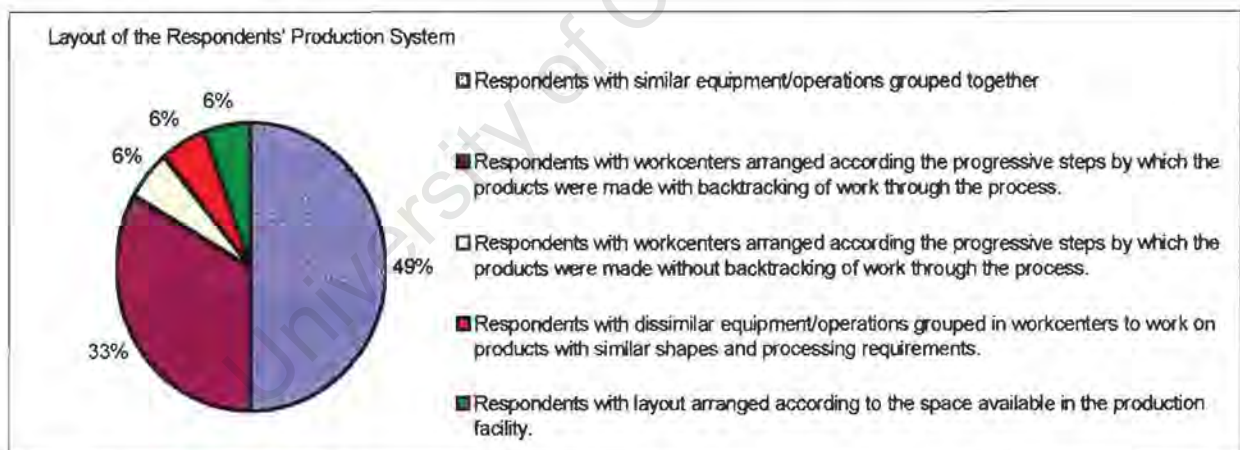 Layout of the Respondents' Production System
6%
6%
6%
49%
33%
Respondents with similar equipment/operations grouped together
Respondents with workcenters arranged according the progressive steps by which the
products were made with backtracking of work through the process.
Respondents with workcenters arranged according the progressive steps by which the
products were made without backtracking of work through the process.
Respondents with dissimilar equipment/operations grouped in workcenters to work on
products with similar shapes and processing requirements.
Respondents with layout arranged according to the space available in the production
facility.
University of C